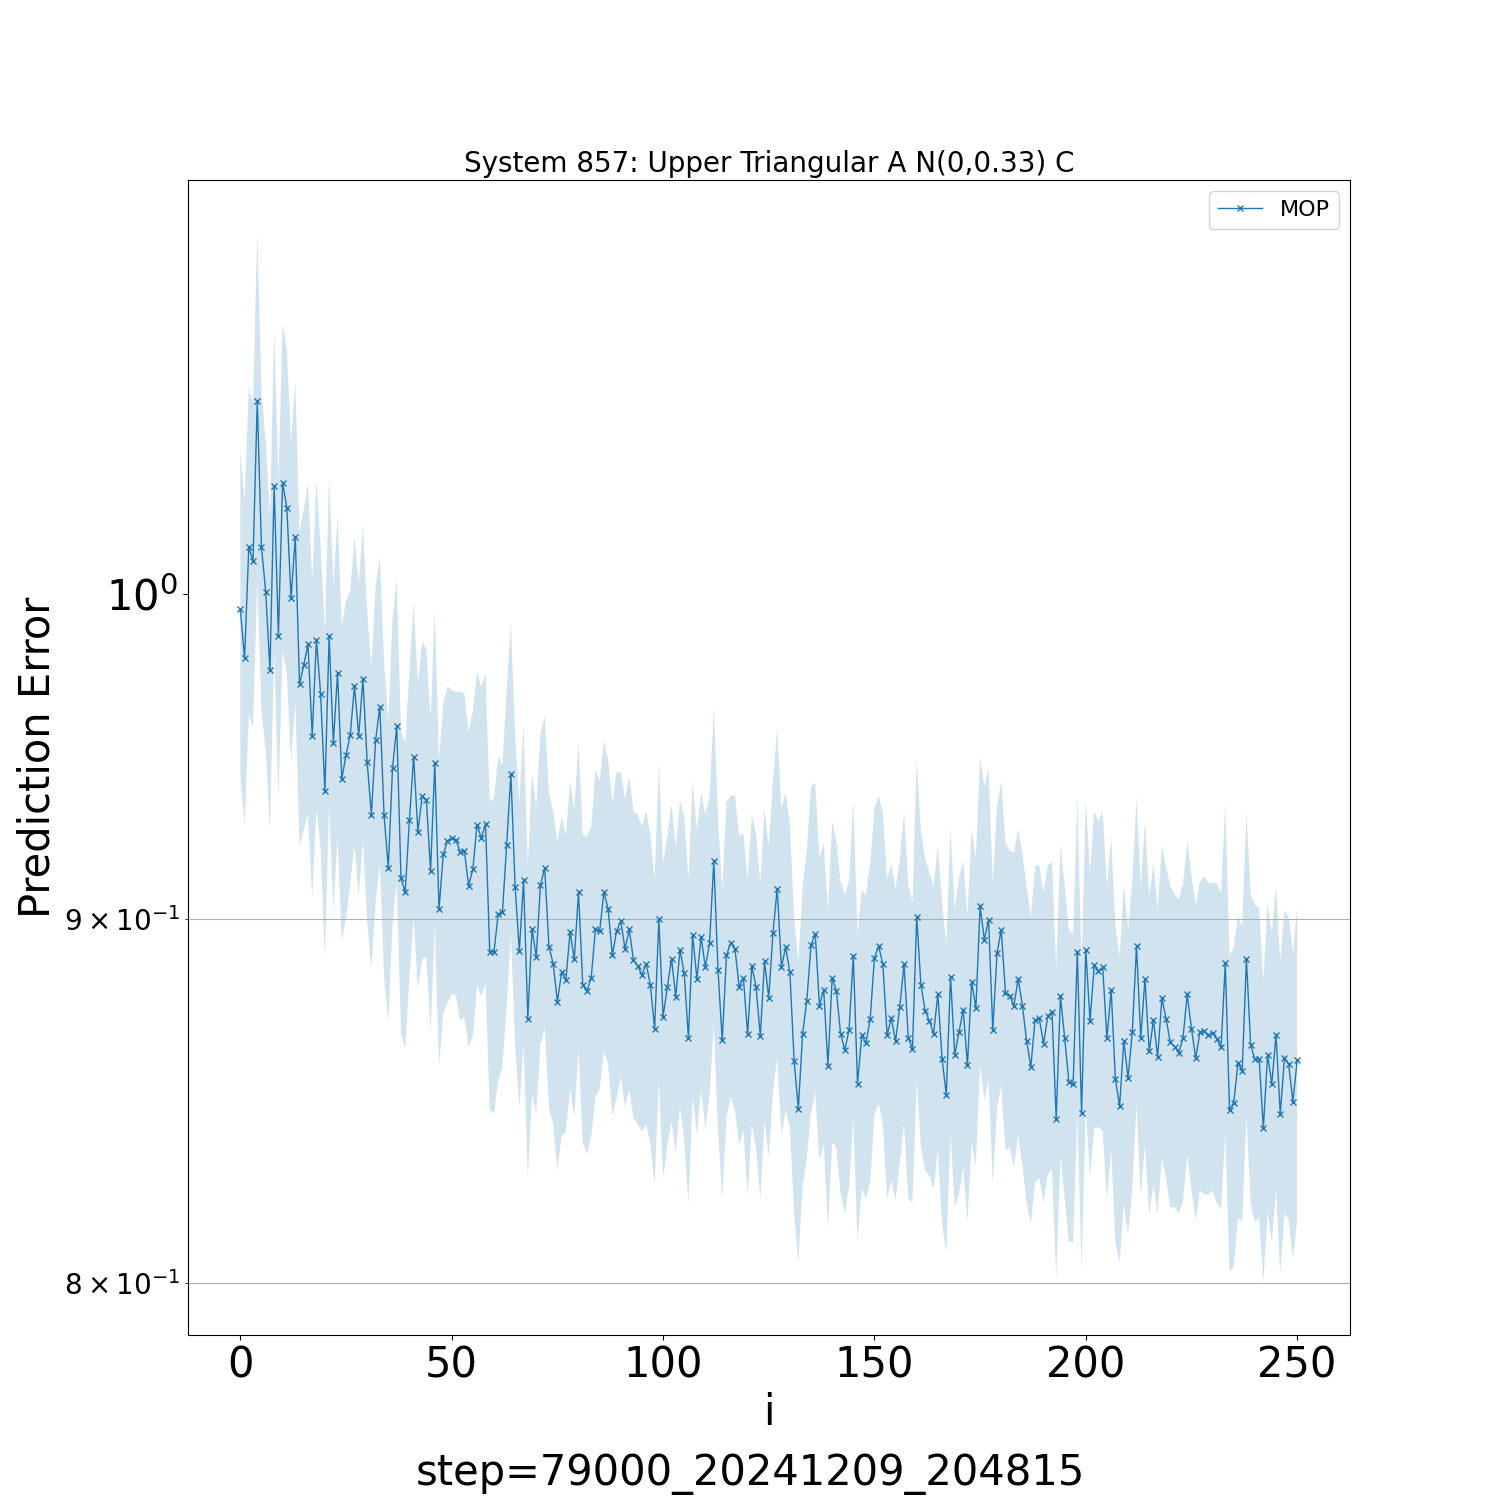 System 857: Upper Triangular A N(0,0.33) C
MOP
Prediction Error
10⁰
9 × 10⁻¹
8 × 10⁻¹
0 50 100 150 200 250
i
step=79000_20241209_204815